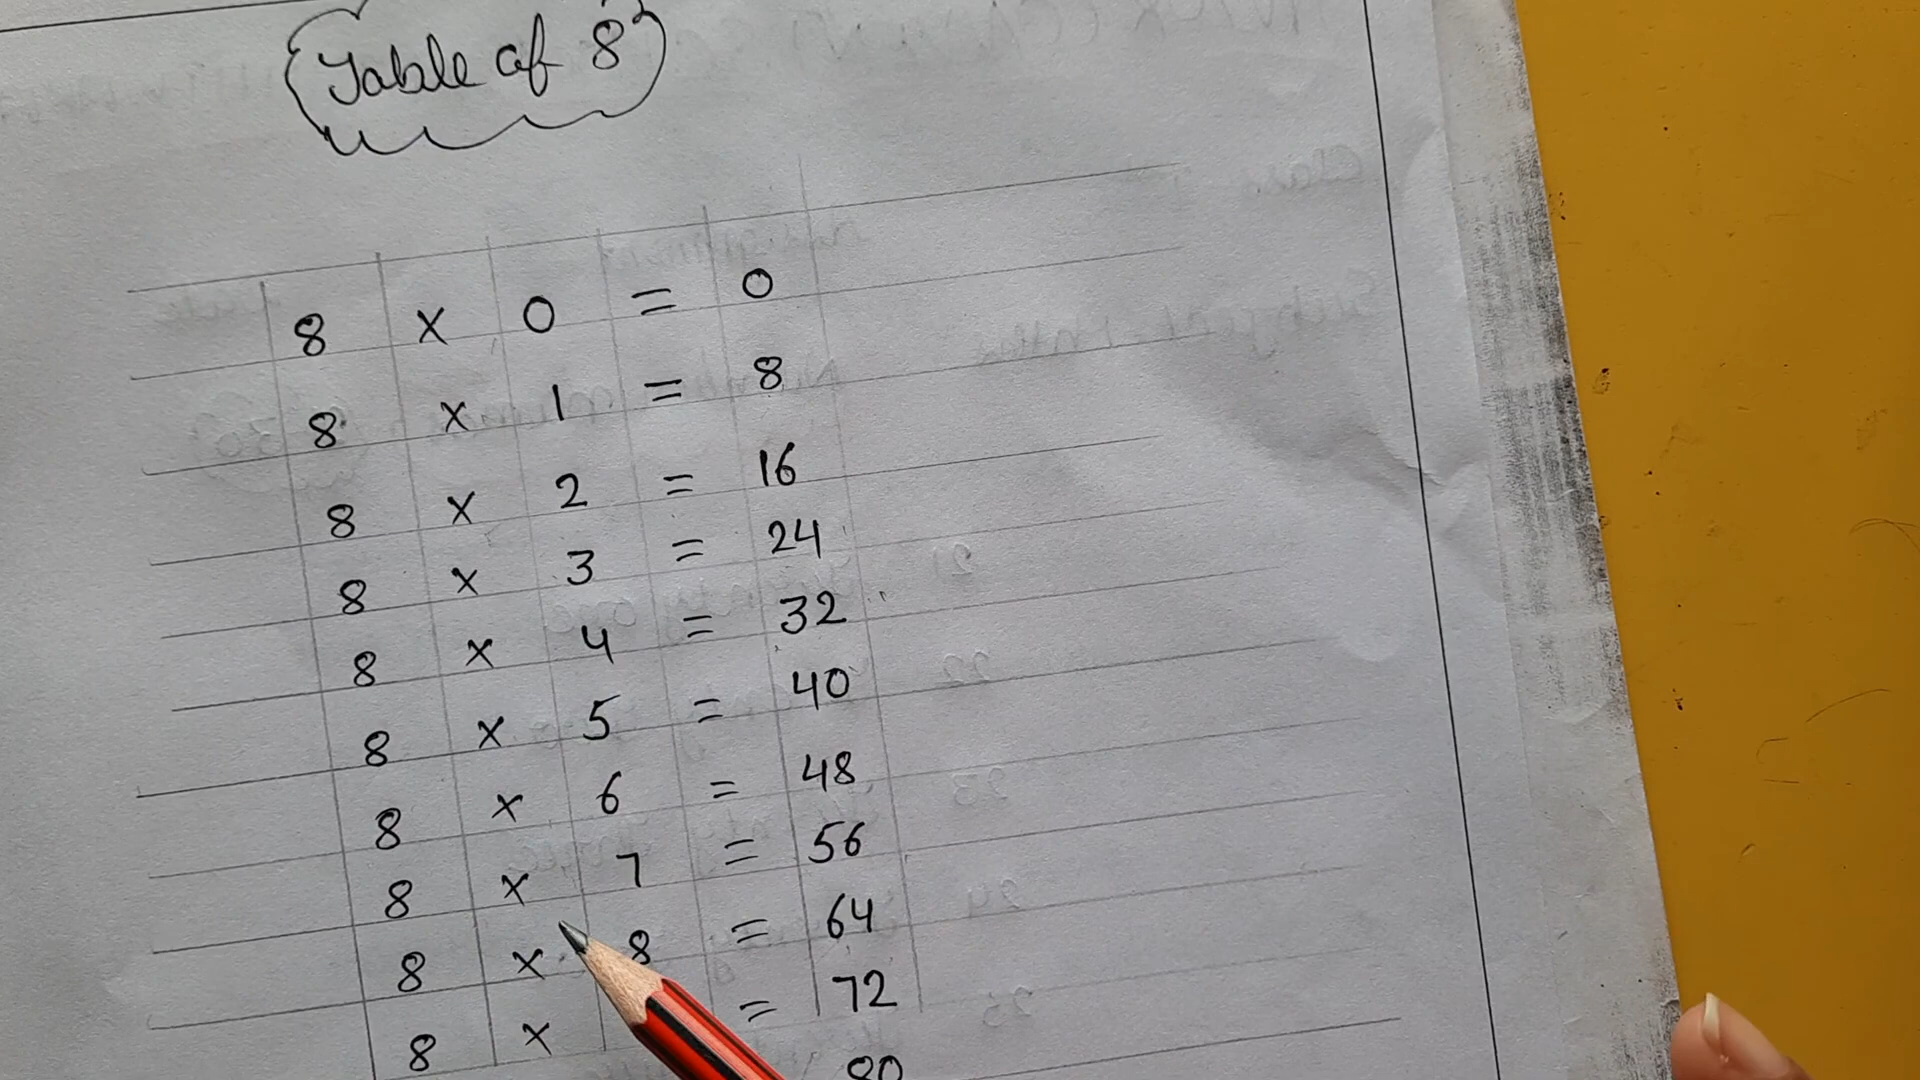 Table of 8
8 x 0 = 0
8 x 1 = 8
8 x 2 = 16
8 x 3 = 24
8 x 4 = 32
8 x 5 = 40
8 x 6 = 48
8 x 7 = 56
8 x 8 = 64
8 x = 72
80